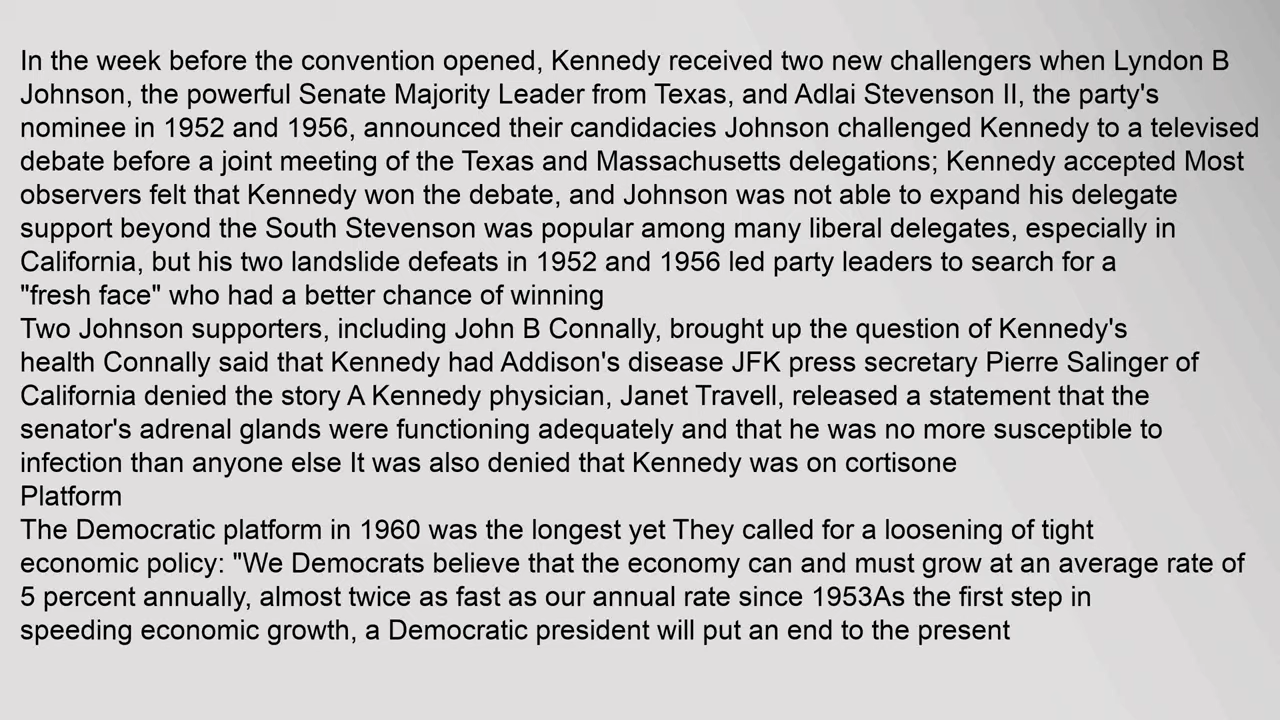 In the week before the convention opened, Kennedy received two new challengers when Lyndon B
Johnson, the powerful Senate Majority Leader from Texas, and Adlai Stevenson II, the party's
nominee in 1952 and 1956, announced their candidacies Johnson challenged Kennedy to a televised
debate before a joint meeting of the Texas and Massachusetts delegations; Kennedy accepted Most
observers felt that Kennedy won the debate, and Johnson was not able to expand his delegate
support beyond the South Stevenson was popular among many liberal delegates, especially in
California, but his two landslide defeats in 1952 and 1956 led party leaders to search for a
"fresh face" who had a better chance of winning
Two Johnson supporters, including John B Connally, brought up the question of Kennedy's
health Connally said that Kennedy had Addison's disease JFK press secretary Pierre Salinger of
California denied the story A Kennedy physician, Janet Travell, released a statement that the
senator's adrenal glands were functioning adequately and that he was no more susceptible to
infection than anyone else It was also denied that Kennedy was on cortisone
Platform
The Democratic platform in 1960 was the longest yet They called for a loosening of tight
economic policy: "We Democrats believe that the economy can and must grow at an average rate of
5 percent annually, almost twice as fast as our annual rate since 1953As the first step in
speeding economic growth, a Democratic president will put an end to the present